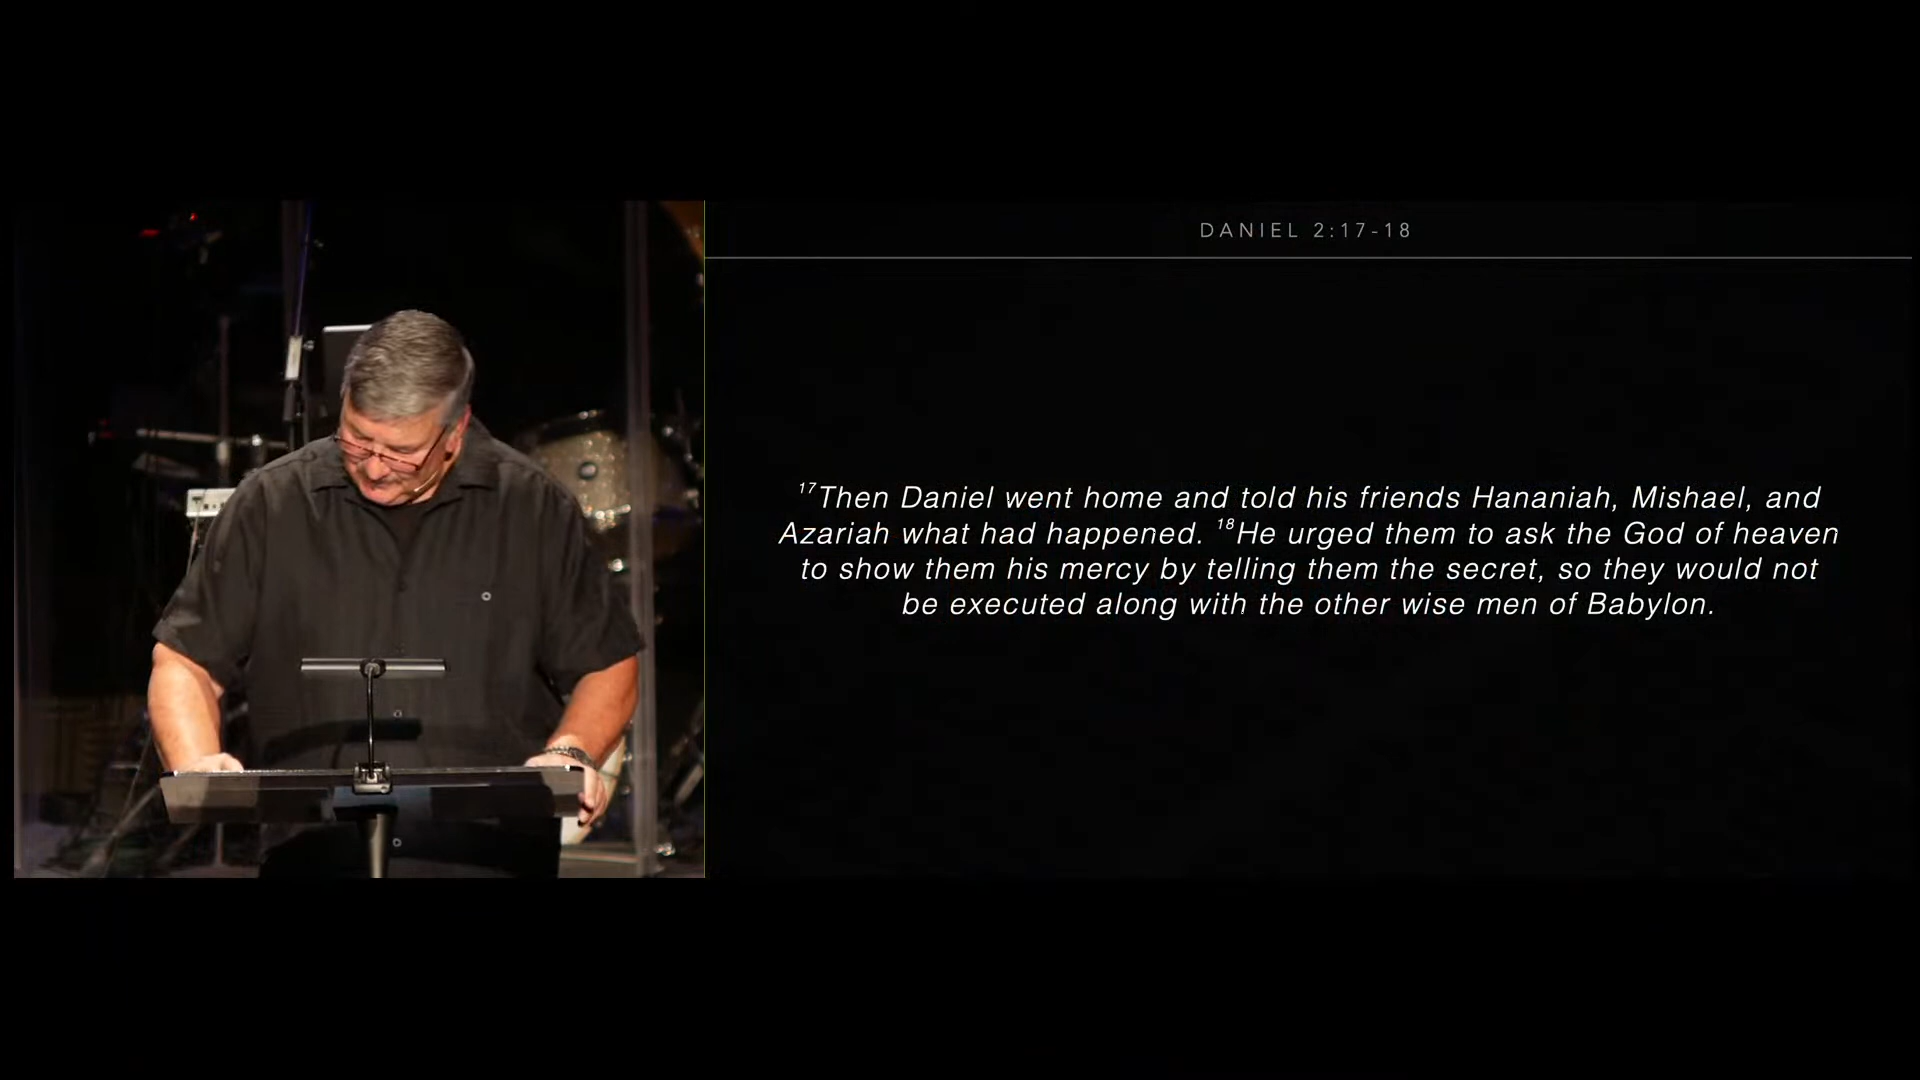 DANIEL 2:17-18
17Then Daniel went home and told his friends Hananiah, Mishael, and
Azariah what had happened. 18He urged them to ask the God of heaven
to show them his mercy by telling them the secret, so they would not
be executed along with the other wise men of Babylon.